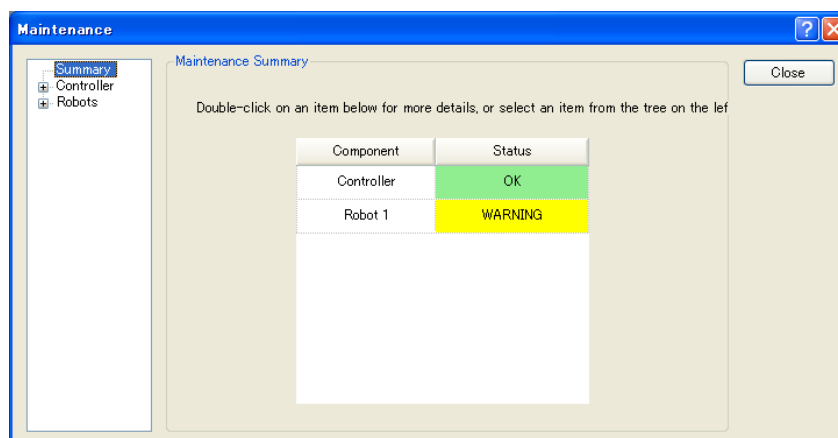 Maintenance
Summary
Controller
Robots
Maintenance Summary
Close
Double-click on an item below for more details, or select an item from the tree on the lef
Component Status
Controller OK
Robot 1 WARNING